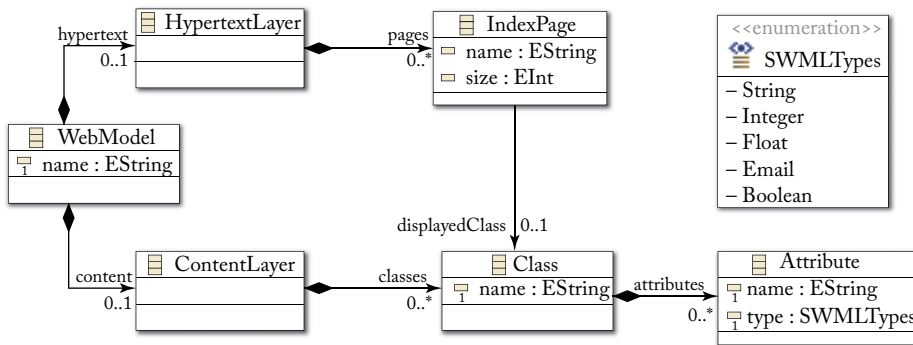 HypertextLayer
hypertext
0..1
pages
0..*
IndexPage
name : EString
size : EInt
<<enumeration>>
SWMLTypes
– String
– Integer
– Float
– Email
– Boolean
WebModel
1 name : EString
displayedClass
0..1
content
0..1
ContentLayer
classes
0..*
Class
1 name : EString
attributes
0..*
Attribute
1 name : EString
1 type : SWMLTypes